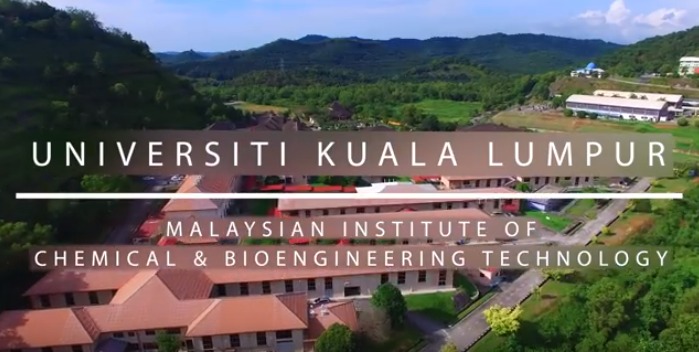 UNIVERSITI KUALA LUMPUR
MALAYSIAN INSTITUTE OF
CHEMICAL & BIOENGINEERING TECHNOLOGY